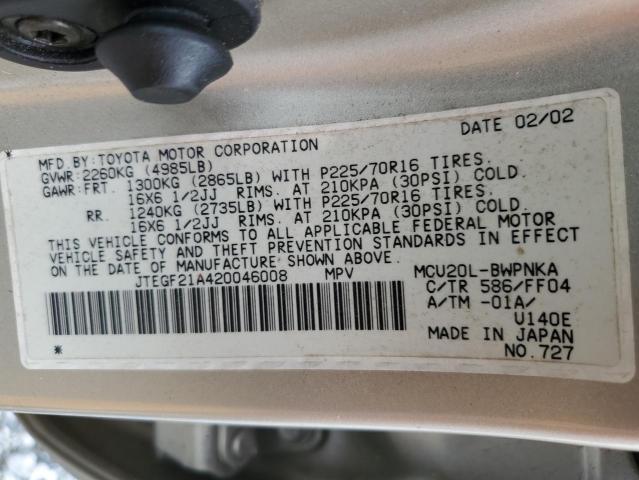 DATE 02/02
MFD.BY:TOYOTA MOTOR CORPORATION
GVWR:2260KG (4985LB)
GAWR:FRT. 1300KG (2865LB) WITH P225/70R16 TIRES.
16X6 1/2JJ RIMS. AT 210KPA (30PSI) COLD.
RR. 1240KG (2735LB) WITH P225/70R16 TIRES.
16X6 1/2JJ RIMS. AT 210KPA (30PSI) COLD.
THIS VEHICLE CONFORMS TO ALL APPLICABLE FEDERAL MOTOR
VEHICLE SAFETY AND THEFT PREVENTION STANDARDS IN EFFECT
ON THE DATE OF MANUFACTURE SHOWN ABOVE.
JTEGF21A420046008 MPV MCU20L-BWPNKA
C/TR 586/FF04
A/TM -01A/
U140E
MADE IN JAPAN
* NO.727